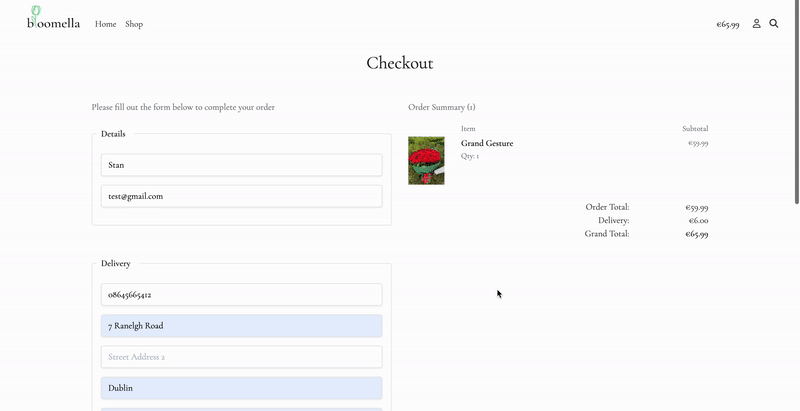 bloomella
Home Shop
€65.99
Checkout
Please fill out the form below to complete your order
Details
Stan
test@gmail.com
Delivery
08645665412
7 Ranelgh Road
Street Address 2
Dublin
Order Summary (1)
Item Subtotal
Grand Gesture €59.99
Qty: 1
Order Total: €59.99
Delivery: €6.00
Grand Total: €65.99